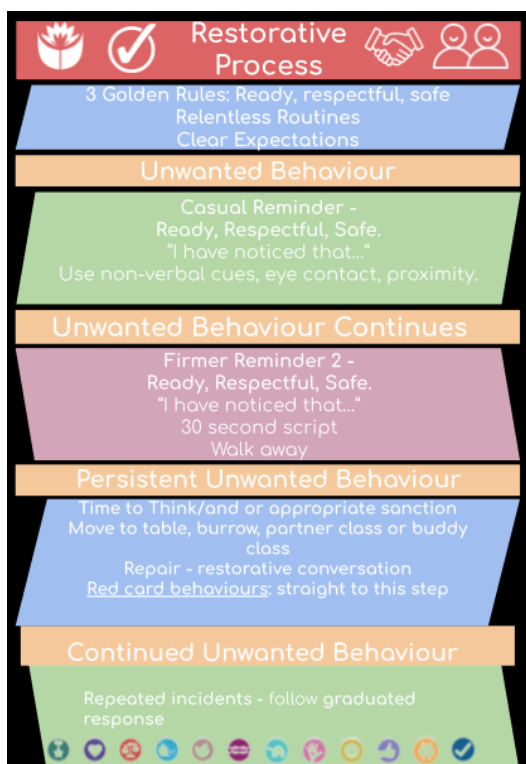 Restorative
Process
3 Golden Rules: Ready, respectful, safe
Relentless Routines
Clear Expectations
Unwanted Behaviour
Casual Reminder -
Ready, Respectful, Safe.
"I have noticed that..."
Use non-verbal cues, eye contact, proximity.
Unwanted Behaviour Continues
Firmer Reminder 2 -
Ready, Respectful, Safe.
"I have noticed that..."
30 second script
Walk away
Persistent Unwanted Behaviour
Time to Think/and or appropriate sanction
Move to table, burrow, partner class or buddy
class
Repair - restorative conversation
Red card behaviours: straight to this step
Continued Unwanted Behaviour
Repeated incidents - follow graduated
response